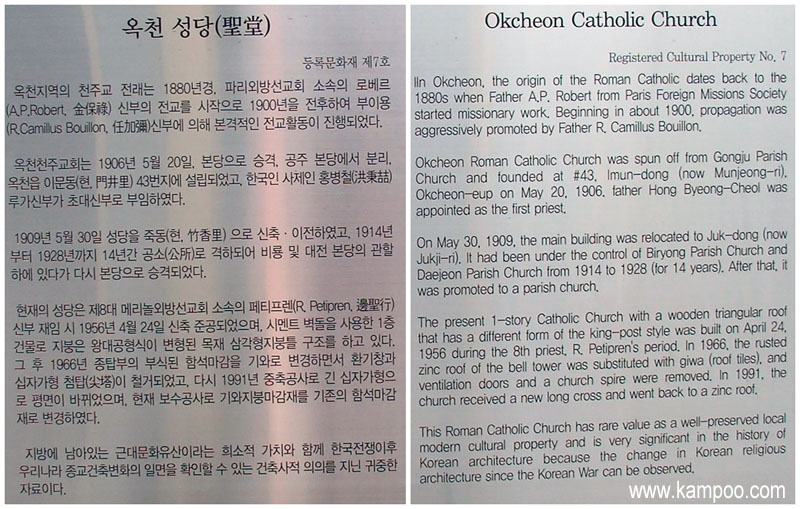 옥천 성당(聖堂)
등록문화재 제7호
옥천지역의 천주교 전래는 1880년경, 파리외방선교회 소속의 로베르
(A.P.Robert, 金保祿) 신부의 전교를 시작으로 1900년을 전후하여 부이용
(R.Camillus Bouillon, 任加彌)신부에 의해 본격적인 전교활동이 진행되었다.
옥천천주교회는 1906년 5월 20일, 본당으로 승격, 공주 본당에서 분리,
옥천읍 이문동(현, 門井里) 43번지에 설립되었고, 한국인 사제인 홍병철(洪秉喆)
루가신부가 초대신부로 부임하였다.
1909년 5월 30일 성당을 죽동(현, 竹香里) 으로 신축 · 이전하였고, 1914년
부터 1928년까지 14년간 공소(公所)로 격하되어 비룡 및 대전 본당의 관할
하에 있다가 다시 본당으로 승격되었다.
현재의 성당은 제8대 메리놀외방선교회 소속의 페티프렌(R. Petipren, 邊聖行)
신부 재임 시 1956년 4월 24일 신축 준공되었으며, 시멘트 벽돌을 사용한 1층
건물로 지붕은 왕대공형식이 변형된 목재 삼각형지붕틀 구조를 하고 있다.
그 후 1966년 종탑부의 부식된 함석마감을 기와로 변경하면서 환기창과
십자가형 첨탑(尖塔)이 철거되었고, 다시 1991년 중축공사로 긴 십자가형으
로 평면이 바뀌었으며, 현재 보수공사로 기와지붕마감재를 기존의 함석마감
재로 변경하였다.
지방에 남아있는 근대문화유산이라는 희소적 가치와 함께 한국전쟁이후
우리나라 종교건축변화의 일면을 확인할 수 있는 건축사적 의의를 지닌 귀중한
자료이다.
Okcheon Catholic Church
Registered Cultural Property No. 7
IIn Okcheon, the origin of the Roman Catholic dates back to the
1880s when Father A.P. Robert from Paris Foreign Missions Society
started missionary work. Beginning in about 1900, propagation was
aggressively promoted by Father R. Camillus Bouillon.
Okcheon Roman Catholic Church was spun off from Gongju Parish
Church and founded at #43, Imun-dong (now Munjeong-ri),
Okcheon-eup on May 20, 1906. father Hong Byeong-Cheol was
appointed as the first priest.
On May 30, 1909, the main building was relocated to Juk-dong (now
Jukji-ri). It had been under the control of Biryong Parish Church and
Daejeon Parish Church from 1914 to 1928 (for 14 years). After that, it
was promoted to a parish church.
The present 1-story Catholic Church with a wooden triangular roof
that has a different form of the king-post style was built on April 24,
1956 during the 8th priest, R. Petipren's period. In 1966, the rusted
zinc roof of the bell tower was substituted with giwa (roof tiles), and
ventilation doors and a church spire were removed. In 1991, the
church received a new long cross and went back to a zinc roof.
This Roman Catholic Church has rare value as a well-preserved local
modern cultural property and is very significant in the history of
Korean architecture because the change in Korean religious
architecture since the Korean War can be observed.
www.kampoo.com